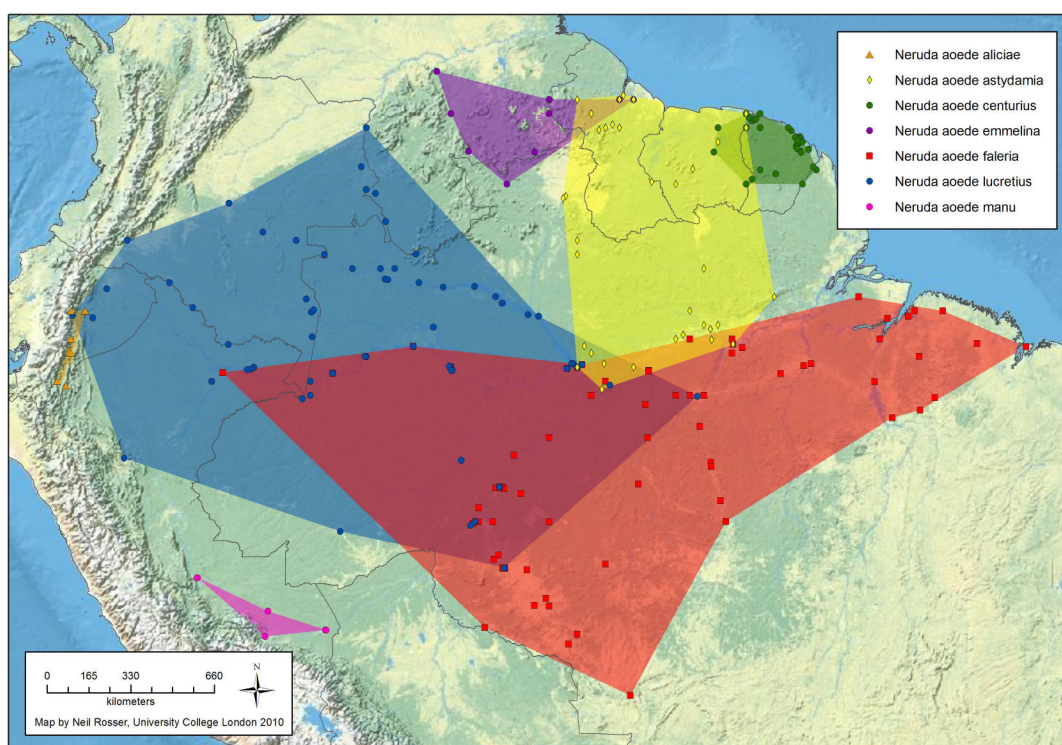 Neruda aoede aliciae
Neruda aoede astydamia
Neruda aoede centurius
Neruda aoede emmelina
Neruda aoede faleria
Neruda aoede lucretius
Neruda aoede manu
N
0 165 330 660
kilometers
Map by Neil Rosser, University College London 2010